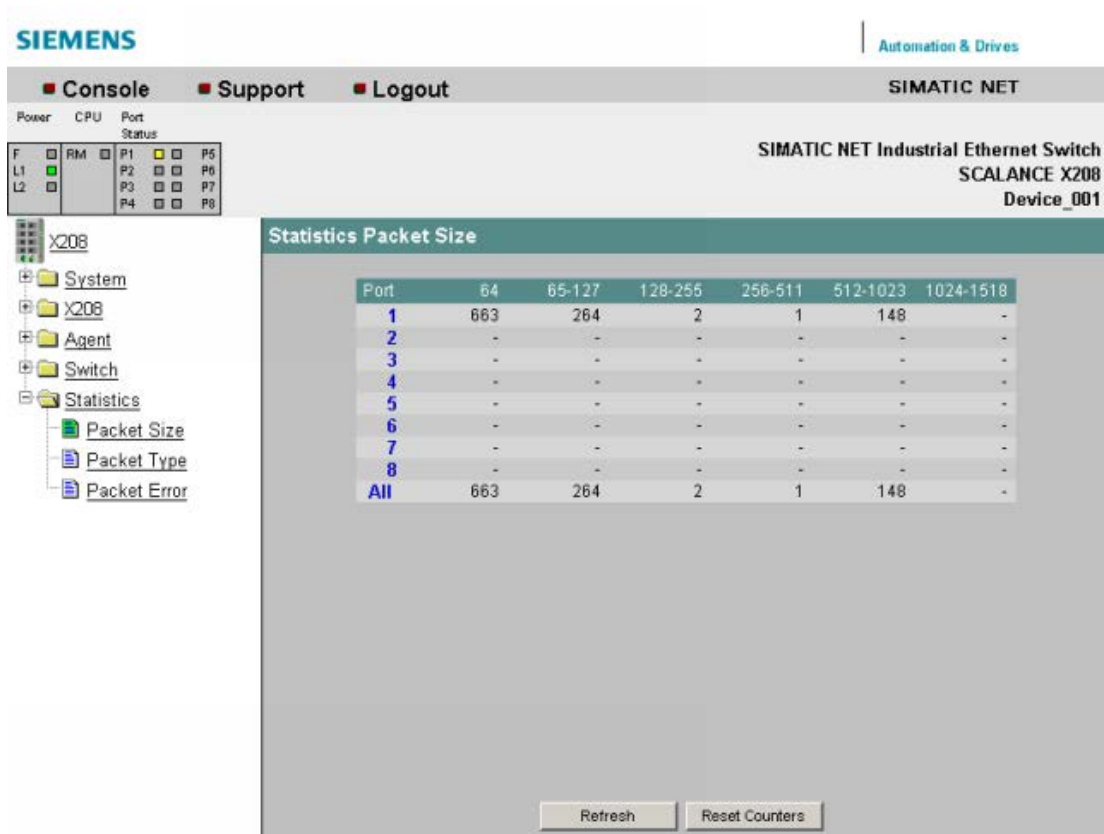 SIEMENS
Automation & Drives
Console Support Logout SIMATIC NET
Power CPU Port Status
F RM P1 P5
L1 P2 P6
L2 P3 P7
P4 P8
SIMATIC NET Industrial Ethernet Switch
SCALANCE X208
Device_001
X208
System
X208
Agent
Switch
Statistics
Packet Size
Packet Type
Packet Error
Statistics Packet Size
Port 64 65-127 128-255 256-511 512-1023 1024-1518
1 663 264 2 1 148 -
2 - - - - - -
3 - - - - - -
4 - - - - - -
5 - - - - - -
6 - - - - - -
7 - - - - - -
8 - - - - - -
All 663 264 2 1 148 -
Refresh Reset Counters